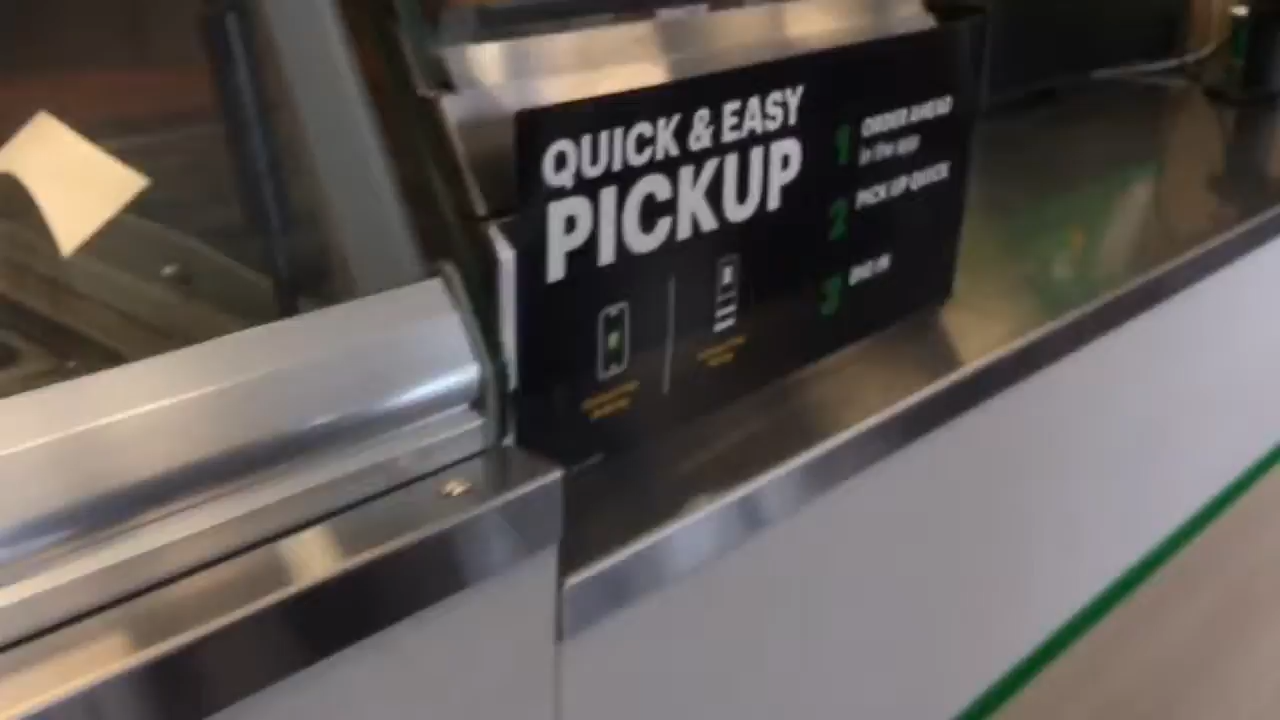 QUICK & EASY
PICKUP
1 ORDER AHEAD
in the app
2 PICK UP QUICK
3